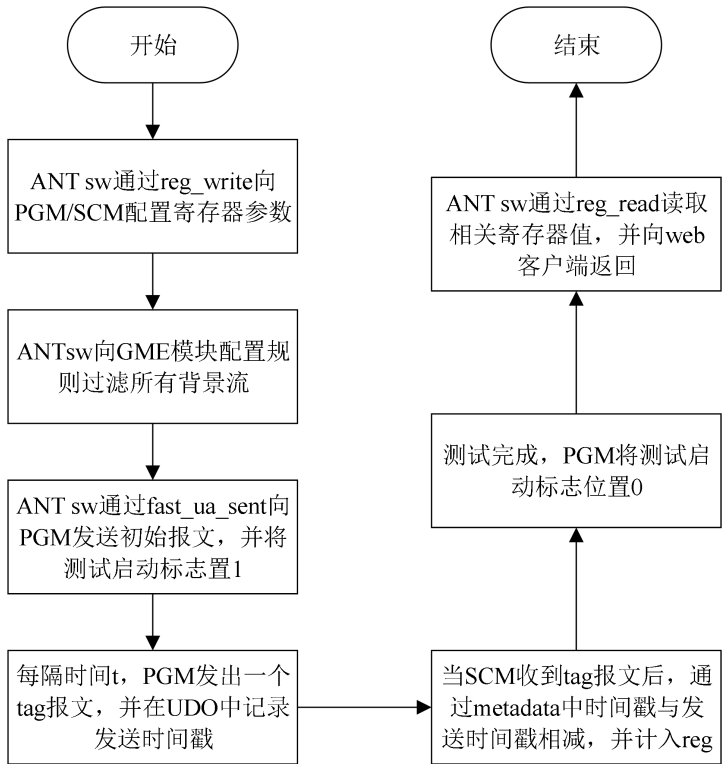 开始
ANT sw通过reg_write向
PGM/SCM配置寄存器参数
ANTsw向GME模块配置规
则过滤所有背景流
ANT sw通过fast_ua_sent向
PGM发送初始报文，并将
测试启动标志置1
每隔时间t，PGM发出一个
tag报文，并在UDO中记录
发送时间戳
当SCM收到tag报文后，通
过metadata中时间戳与发
送时间戳相减，并计入reg
测试完成，PGM将测试启
动标志位置0
ANT sw通过reg_read读取
相关寄存器值，并向web
客户端返回
结束